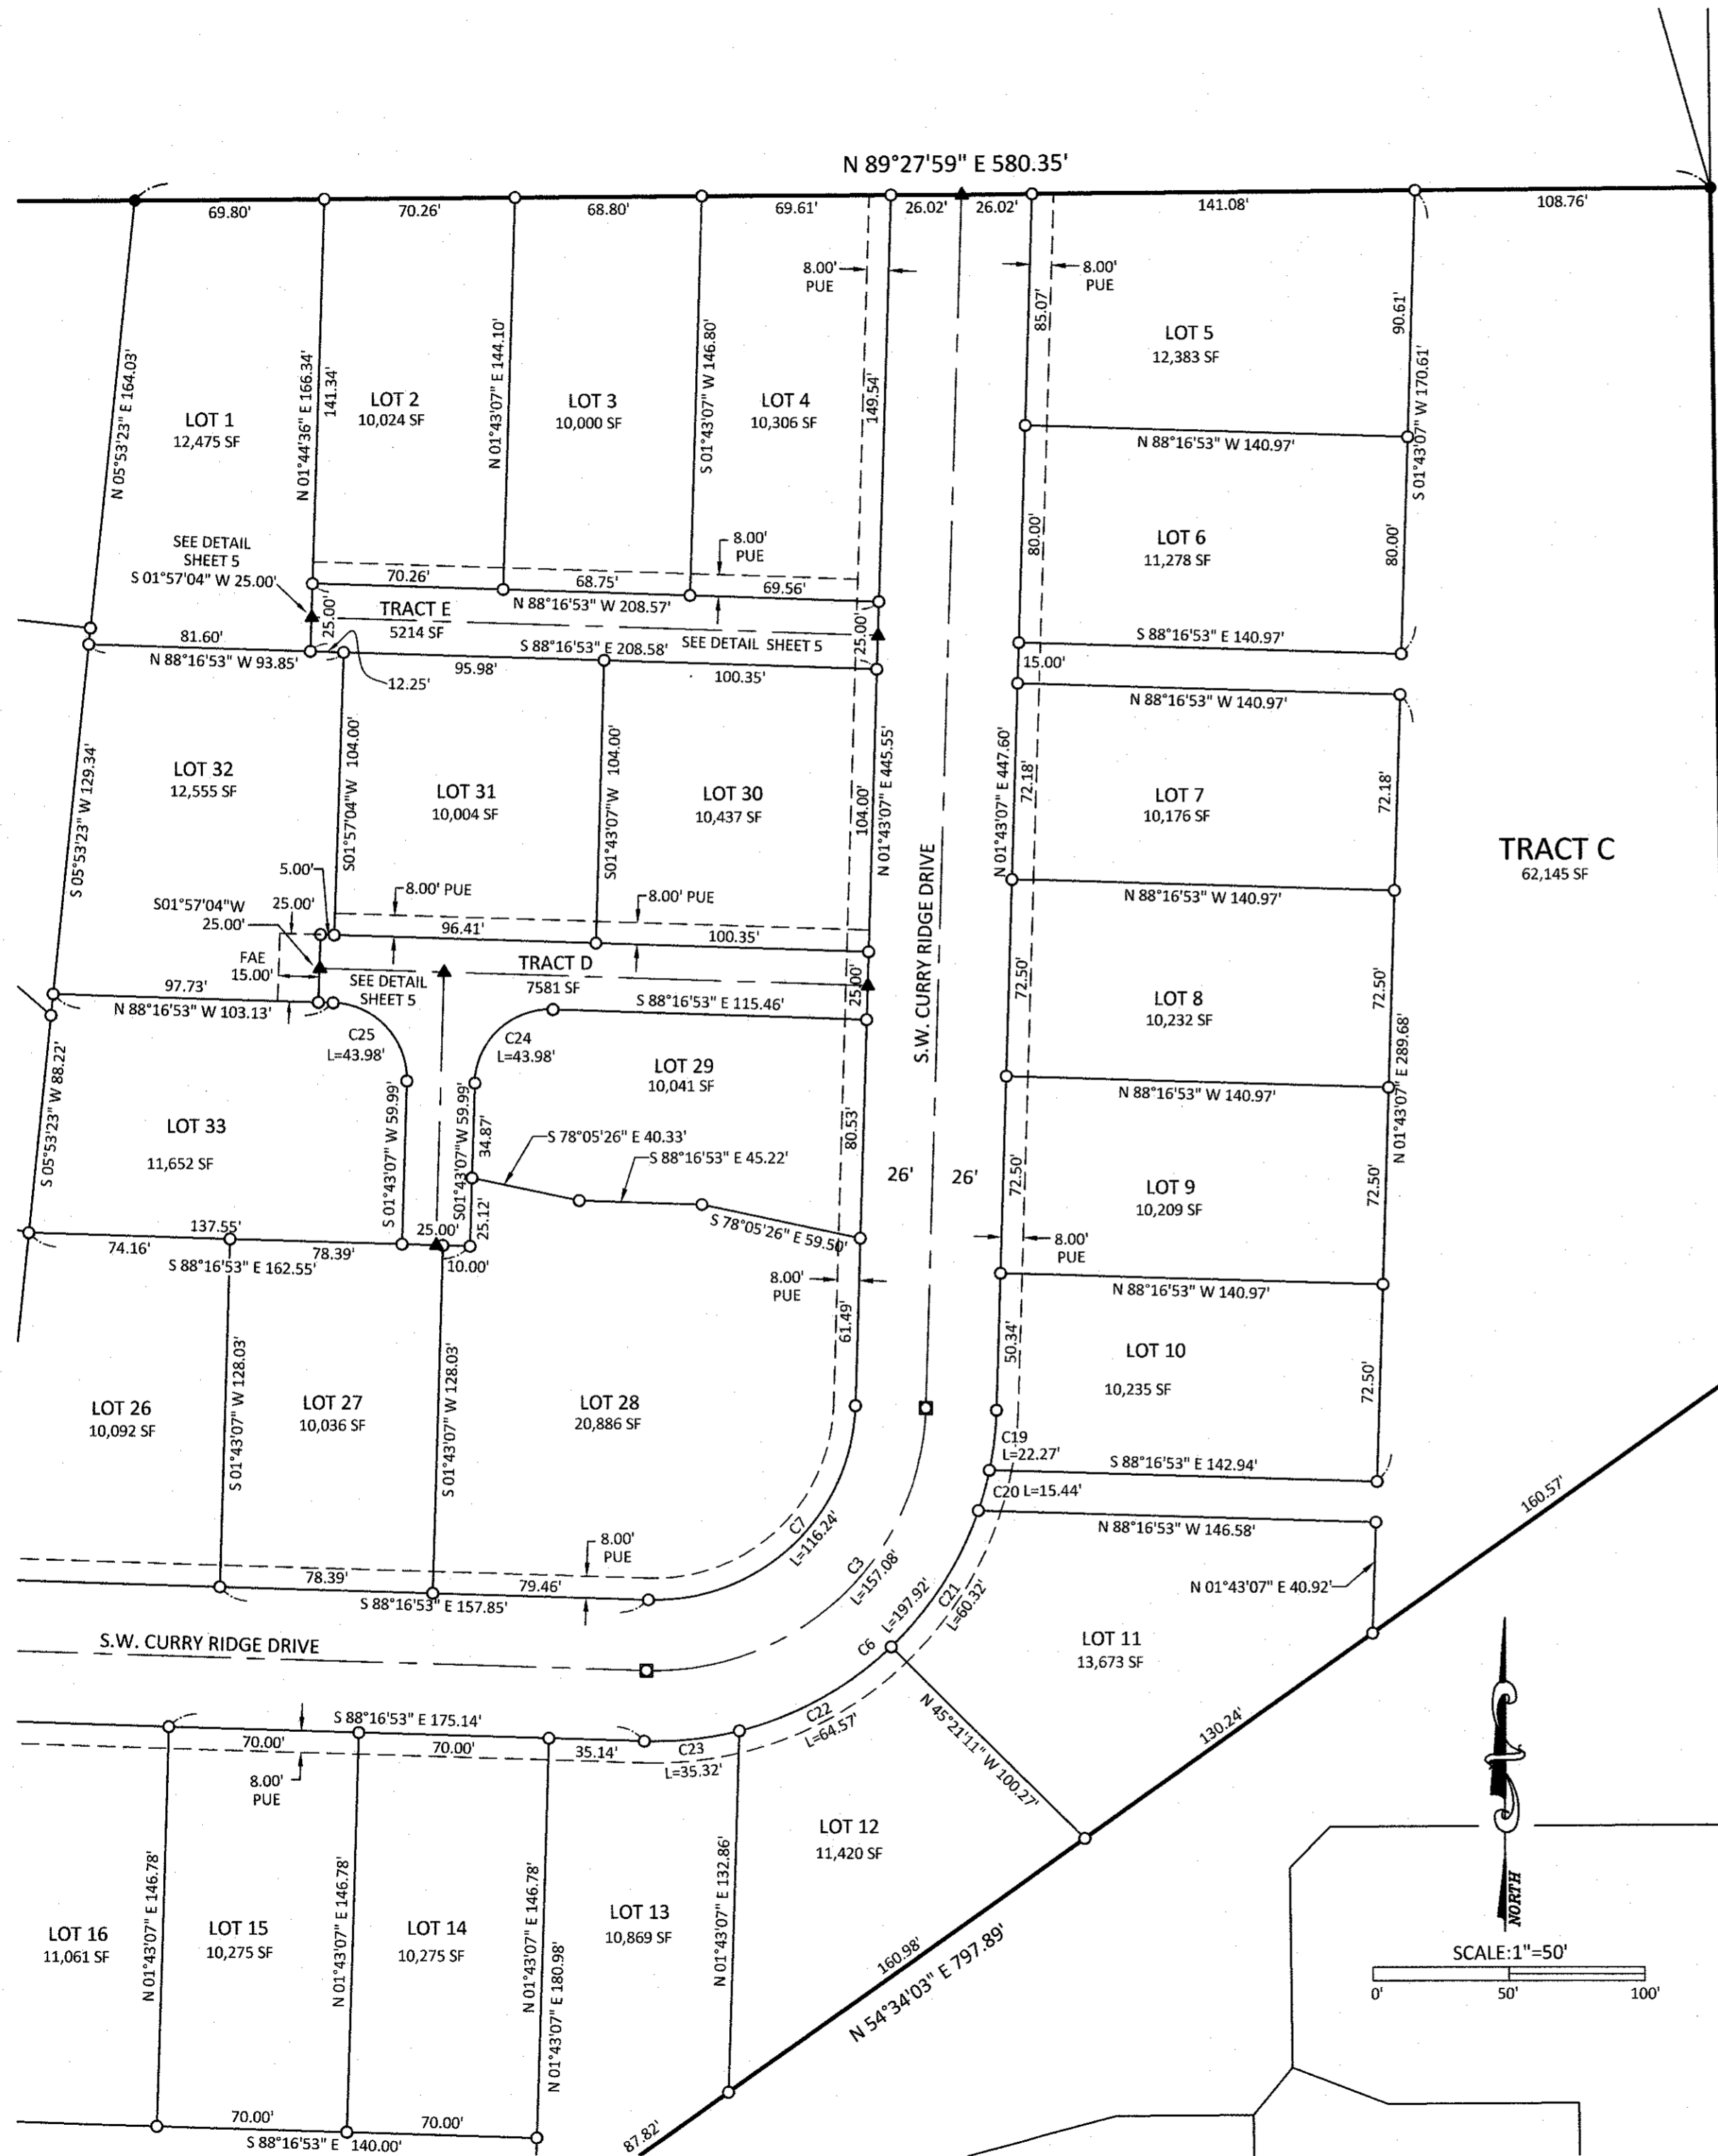 N 89°27'59" E 580.35'
69.80'
70.26'
68.80'
69.61'
26.02'
26.02'
141.08'
108.76'
8.00'
PUE
8.00'
PUE
N 05°53'23" E 164.03'
LOT 1
12,475 SF
N 01°44'36" E 166.34'
141.34'
LOT 2
10,024 SF
N 01°43'07" E 144.10'
LOT 3
10,000 SF
S 01°43'07" W 146.80'
LOT 4
10,306 SF
149.54'
85.07'
LOT 5
12,383 SF
90.61'
S 01°43'07" W 170.61'
N 88°16'53" W 140.97'
LOT 6
11,278 SF
80.00'
80.00'
S 88°16'53" E 140.97'
15.00'
SEE DETAIL
SHEET 5
S 01°57'04" W 25.00'
8.00'
PUE
70.26'
68.75'
69.56'
N 88°16'53" W 208.57'
TRACT E
5214 SF
25.00'
25.00'
SEE DETAIL SHEET 5
S 88°16'53" E 208.58'
81.60'
N 88°16'53" W 93.85'
12.25'
95.98'
100.35'
N 88°16'53" W 140.97'
S 05°53'23" W 129.34'
LOT 32
12,555 SF
S01°57'04"W 104.00'
LOT 31
10,004 SF
S01°43'07"W 104.00'
LOT 30
10,437 SF
104.00'
N 01°43'07" E 445.55'
S.W. CURRY RIDGE DRIVE
N 01°43'07" E 447.60'
72.18'
LOT 7
10,176 SF
72.18'
TRACT C
62,145 SF
N 88°16'53" W 140.97'
5.00'
25.00'
S01°57'04"W
25.00'
8.00' PUE
8.00' PUE
96.41'
100.35'
FAE
15.00'
SEE DETAIL
SHEET 5
TRACT D
7581 SF
25.00'
97.73'
N 88°16'53" W 103.13'
S 88°16'53" E 115.46'
72.50'
LOT 8
10,232 SF
72.50'
N 01°43'07" E 289.68'
N 88°16'53" W 140.97'
C25
L=43.98'
C24
L=43.98'
LOT 29
10,041 SF
S 05°53'23" W 88.22'
LOT 33
11,652 SF
S 01°43'07" W 59.99'
S01°43'07"W 59.99'
34.87'
25.12'
S 78°05'26" E 40.33'
S 88°16'53" E 45.22'
S 78°05'26" E 59.50'
80.53'
26'
26'
72.50'
LOT 9
10,209 SF
72.50'
8.00'
PUE
N 88°16'53" W 140.97'
137.55'
74.16'
78.39'
S 88°16'53" E 162.55'
25.00'
10.00'
8.00'
PUE
61.49'
50.34'
LOT 10
10,235 SF
72.50'
LOT 26
10,092 SF
S 01°43'07" W 128.03'
LOT 27
10,036 SF
S 01°43'07" W 128.03'
LOT 28
20,886 SF
C19
L=22.27'
S 88°16'53" E 142.94'
C20 L=15.44'
N 88°16'53" W 146.58'
160.57'
C7
L=116.24'
C3
L=157.08'
8.00'
PUE
78.39'
79.46'
S 88°16'53" E 157.85'
N 01°43'07" E 40.92'
L=197.92'
C6
C21
L=60.32'
LOT 11
13,673 SF
S.W. CURRY RIDGE DRIVE
130.24'
S 88°16'53" E 175.14'
70.00'
70.00'
35.14'
C23
L=35.32'
C22
L=64.57'
8.00'
PUE
N 45°21'11" W 100.27'
LOT 12
11,420 SF
LOT 16
11,061 SF
N 01°43'07" E 146.78'
LOT 15
10,275 SF
N 01°43'07" E 146.78'
LOT 14
10,275 SF
N 01°43'07" E 146.78'
N 01°43'07" E 180.98'
LOT 13
10,869 SF
N 01°43'07" E 132.86'
160.98'
N 54°34'03" E 797.89'
87.82'
70.00'
70.00'
S 88°16'53" E 140.00'
NORTH
SCALE:1"=50'
0'
50'
100'